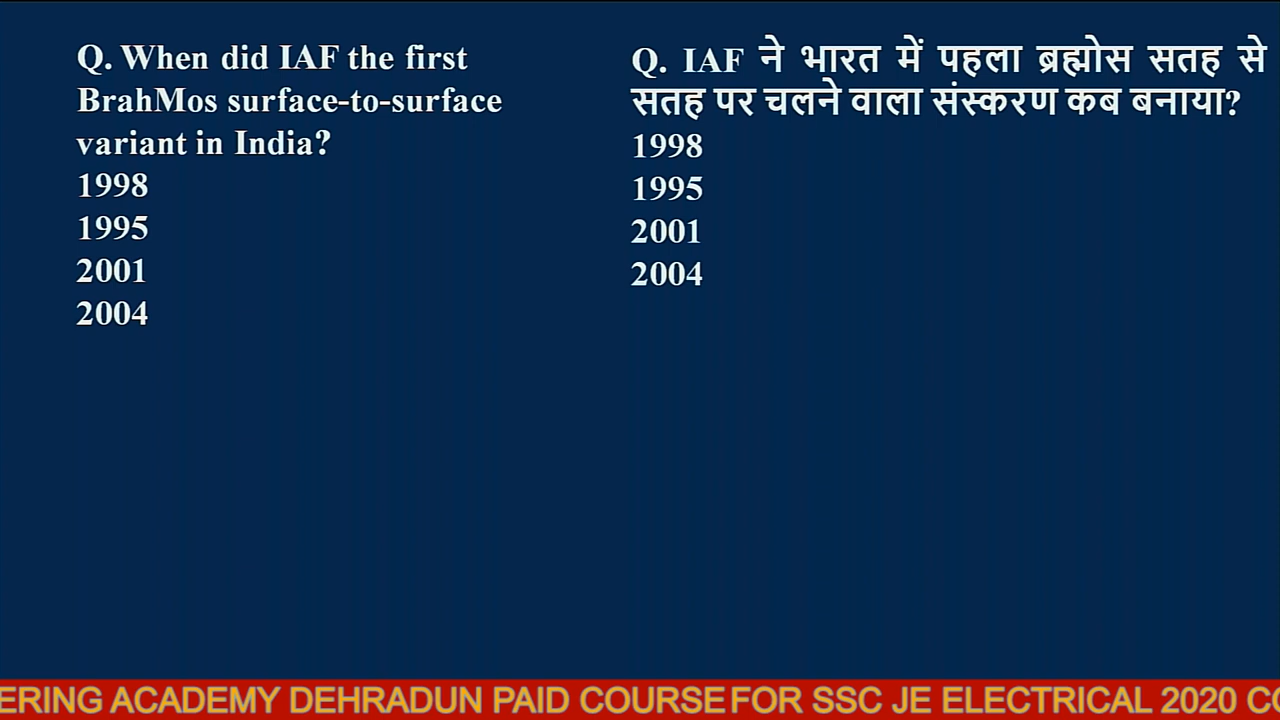 Q. When did IAF the first
BrahMos surface-to-surface
variant in India?
1998
1995
2001
2004
Q. IAF ने भारत में पहला ब्रह्मोस सतह से
सतह पर चलने वाला संस्करण कब बनाया?
1998
1995
2001
2004
ERING ACADEMY DEHRADUN PAID COURSE FOR SSC JE ELECTRICAL 2020 CO